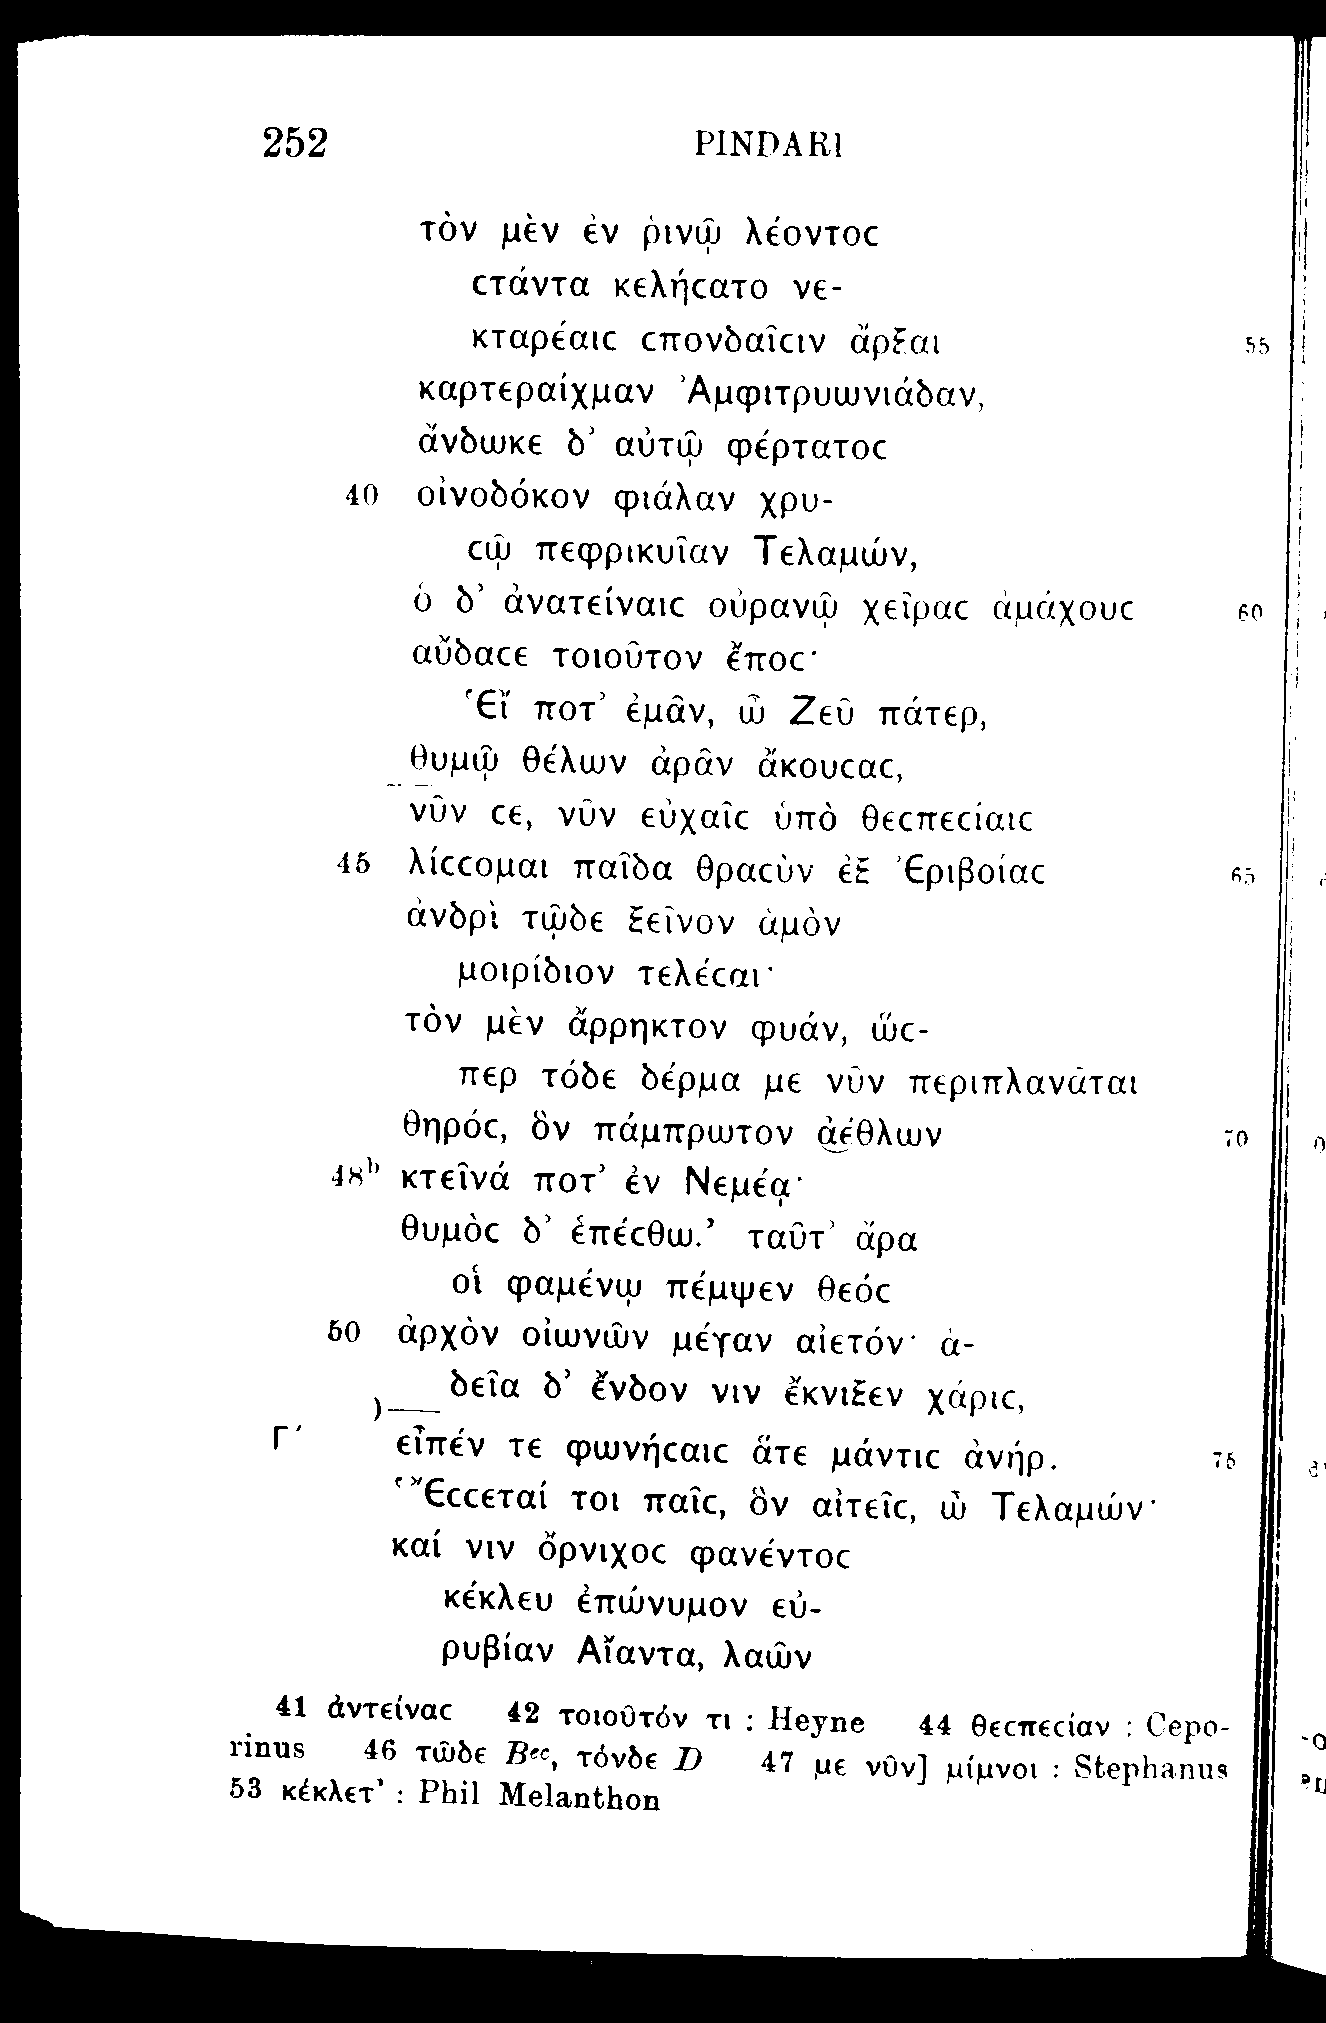 252 PINDARI
τὸν μὲν ἐν ῥινῷ λέοντοϲ
ϲτάντα κελήϲατο νε-
κταρέαιϲ ϲπονδαῖϲιν ἄρξαι 55
καρτεραίχμαν Ἀμφιτρυωνιάδαν,
ἄνδωκε δ’ αὐτῷ φέρτατοϲ
40 οἰνοδόκον φιάλαν χρυ-
ϲῷ πεφρικυῖαν Τελαμών,
ὁ δ’ ἀνατείναιϲ οὐρανῷ χεῖραϲ ἀμάχουϲ 60
αὔδαϲε τοιοῦτον ἔποϲ·
‘Εἴ ποτ’ ἐμᾶν, ὦ Ζεῦ πάτερ,
θυμῷ θέλων ἀρᾶν ἄκουϲαϲ,
νῦν ϲε, νῦν εὐχαῖϲ ὑπὸ θεϲπεϲίαιϲ
45 λίϲϲομαι παῖδα θραϲὺν ἐξ Ἐριβοίαϲ 65
ἀνδρὶ τῷδε ξεῖνον ἁμὸν
μοιρίδιον τελέϲαι·
τὸν μὲν ἄρρηκτον φυάν, ὥϲ-
περ τόδε δέρμα με νῦν περιπλανᾶται
θηρόϲ, ὃν πάμπρωτον ἀέθλων 70
48b κτεῖνά ποτ’ ἐν Νεμέᾳ·
θυμὸϲ δ’ ἑπέϲθω.’ ταῦτ’ ἄρα
οἱ φαμένῳ πέμψεν θεόϲ
50 ἀρχὸν οἰωνῶν μέγαν αἰετόν· ἁ-
δεῖα δ’ ἔνδον νιν ἔκνιξεν χάριϲ,
Γ′ εἶπέν τε φωνήϲαιϲ ἅτε μάντιϲ ἀνήρ. 75
‘Ἔϲϲεταί τοι παῖϲ, ὃν αἰτεῖϲ, ὦ Τελαμών·
καί νιν ὄρνιχοϲ φανέντοϲ
κέκλευ ἐπώνυμον εὐ-
ρυβίαν Αἴαντα, λαῶν
41 ἀντείναϲ 42 τοιοῦτόν τι : Heyne 44 θεϲπεϲίαν : Cepo-
rinus 46 τῶδε Bec, τόνδε D 47 με νῦν] μίμνοι : Stephanus
53 κέκλετ’ : Phil Melanthon